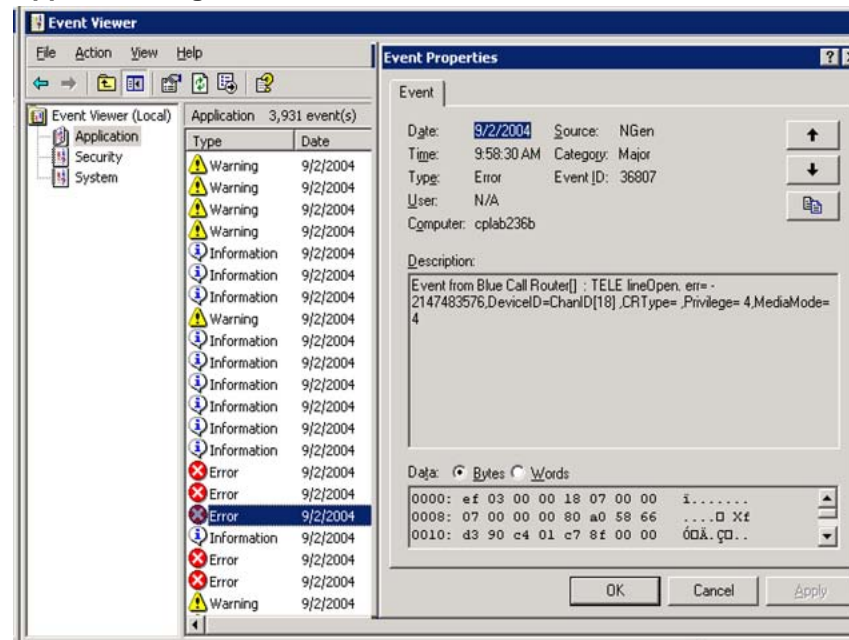 Event Viewer
File Action View Help
Event Viewer (Local)
Application
Security
System
Application 3,931 event(s)
Type Date
Warning 9/2/2004
Warning 9/2/2004
Warning 9/2/2004
Warning 9/2/2004
Information 9/2/2004
Information 9/2/2004
Information 9/2/2004
Warning 9/2/2004
Information 9/2/2004
Information 9/2/2004
Information 9/2/2004
Information 9/2/2004
Information 9/2/2004
Information 9/2/2004
Error 9/2/2004
Error 9/2/2004
Error 9/2/2004
Information 9/2/2004
Error 9/2/2004
Error 9/2/2004
Warning 9/2/2004
Event Properties
Event
Date: 9/2/2004 Source: NGen
Time: 9:58:30 AM Category: Major
Type: Error Event ID: 36807
User: N/A
Computer: cplab236b
Description:
Event from Blue Call Router[] : TELE lineOpen. err= -
2147483576,DeviceID=ChanID[18] ,CRType= ,Privilege= 4,MediaMode=
4
Data: Bytes Words
0000: ef 03 00 00 18 07 00 00 ï.......
0008: 07 00 00 00 80 a0 58 66 ....□ Xf
0010: d3 90 c4 01 c7 8f 00 00 Ó□Ä.Ç□..
OK Cancel Apply